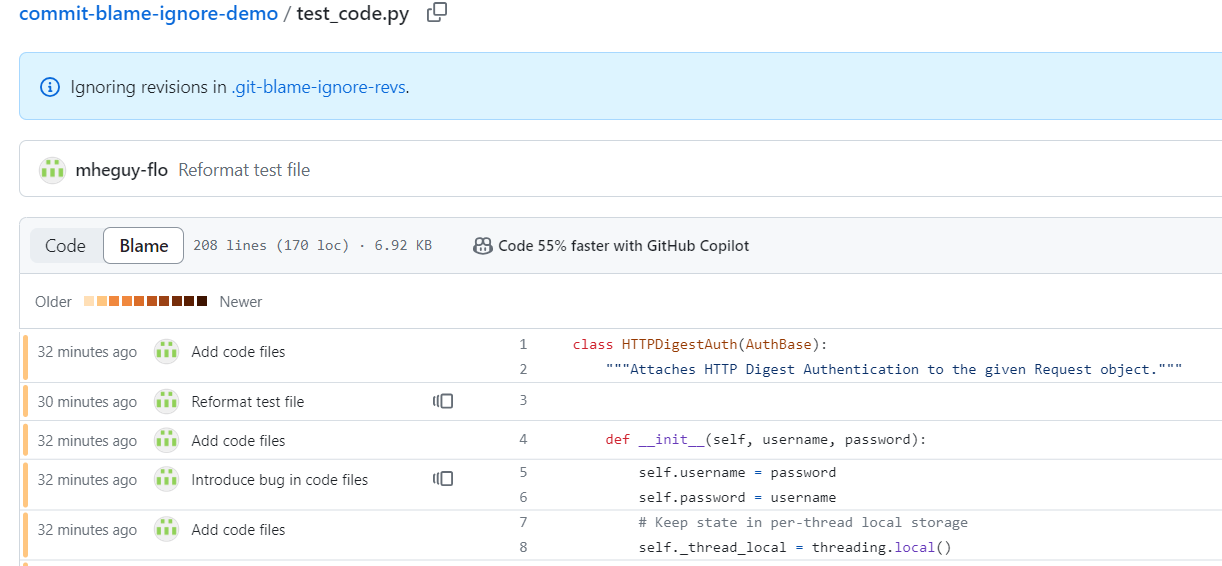 commit-blame-ignore-demo / test_code.py
Ignoring revisions in .git-blame-ignore-revs.
mheguy-flo Reformat test file
Code Blame 208 lines (170 loc) · 6.92 KB Code 55% faster with GitHub Copilot
Older Newer
32 minutes ago Add code files 1 class HTTPDigestAuth(AuthBase):
2 """Attaches HTTP Digest Authentication to the given Request object."""
30 minutes ago Reformat test file 3
32 minutes ago Add code files 4 def __init__(self, username, password):
32 minutes ago Introduce bug in code files 5 self.username = password
6 self.password = username
32 minutes ago Add code files 7 # Keep state in per-thread local storage
8 self._thread_local = threading.local()